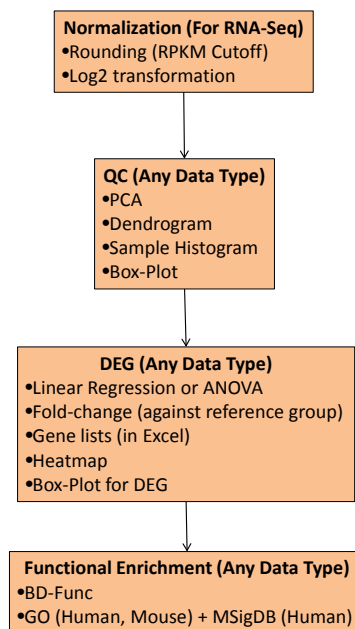 Normalization (For RNA-Seq)
•Rounding (RPKM Cutoff)
•Log2 transformation
QC (Any Data Type)
•PCA
•Dendrogram
•Sample Histogram
•Box-Plot
DEG (Any Data Type)
•Linear Regression or ANOVA
•Fold-change (against reference group)
•Gene lists (in Excel)
•Heatmap
•Box-Plot for DEG
Functional Enrichment (Any Data Type)
•BD-Func
•GO (Human, Mouse) + MSigDB (Human)